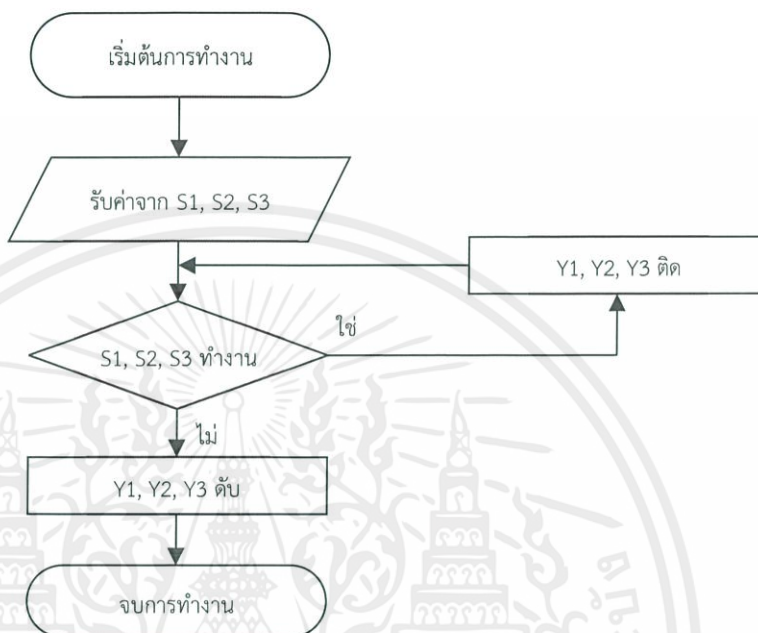 เริ่มต้นการทำงาน
รับค่าจาก S1, S2, S3
Y1, Y2, Y3 ติด
ใช่
S1, S2, S3 ทำงาน
ไม่
Y1, Y2, Y3 ดับ
จบการทำงาน